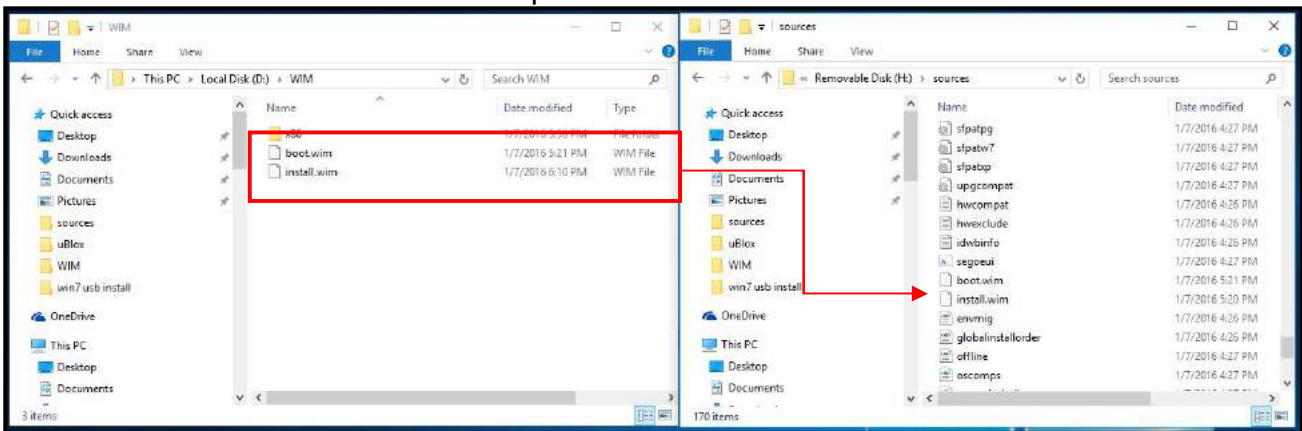 WIM
File Home Share View
This PC > Local Disk (D:) > WIM
Search WIM
Quick access
Desktop
Downloads
Documents
Pictures
sources
uBlox
WIM
win7 usb install
OneDrive
This PC
Desktop
Documents
3 items
Name Date modified Type
x86 1/7/2016 5:50 PM File folder
boot.wim 1/7/2016 5:21 PM WIM File
install.wim 1/7/2016 6:10 PM WIM File
sources
File Home Share View
« Removable Disk (H:) > sources
Search sources
Quick access
Desktop
Downloads
Documents
Pictures
sources
uBlox
WIM
win7 usb install
OneDrive
This PC
Desktop
Documents
170 items
Name Date modified
sfpatpg 1/7/2016 4:27 PM
sfpatw7 1/7/2016 4:27 PM
sfpatxp 1/7/2016 4:27 PM
upgcompat 1/7/2016 4:27 PM
hwcompat 1/7/2016 4:26 PM
hwexclude 1/7/2016 4:26 PM
idwbinfo 1/7/2016 4:26 PM
segoeui 1/7/2016 4:27 PM
boot.wim 1/7/2016 5:21 PM
install.wim 1/7/2016 5:20 PM
envmig 1/7/2016 4:26 PM
globalinstallorder 1/7/2016 4:26 PM
offline 1/7/2016 4:27 PM
oscomps 1/7/2016 4:27 PM